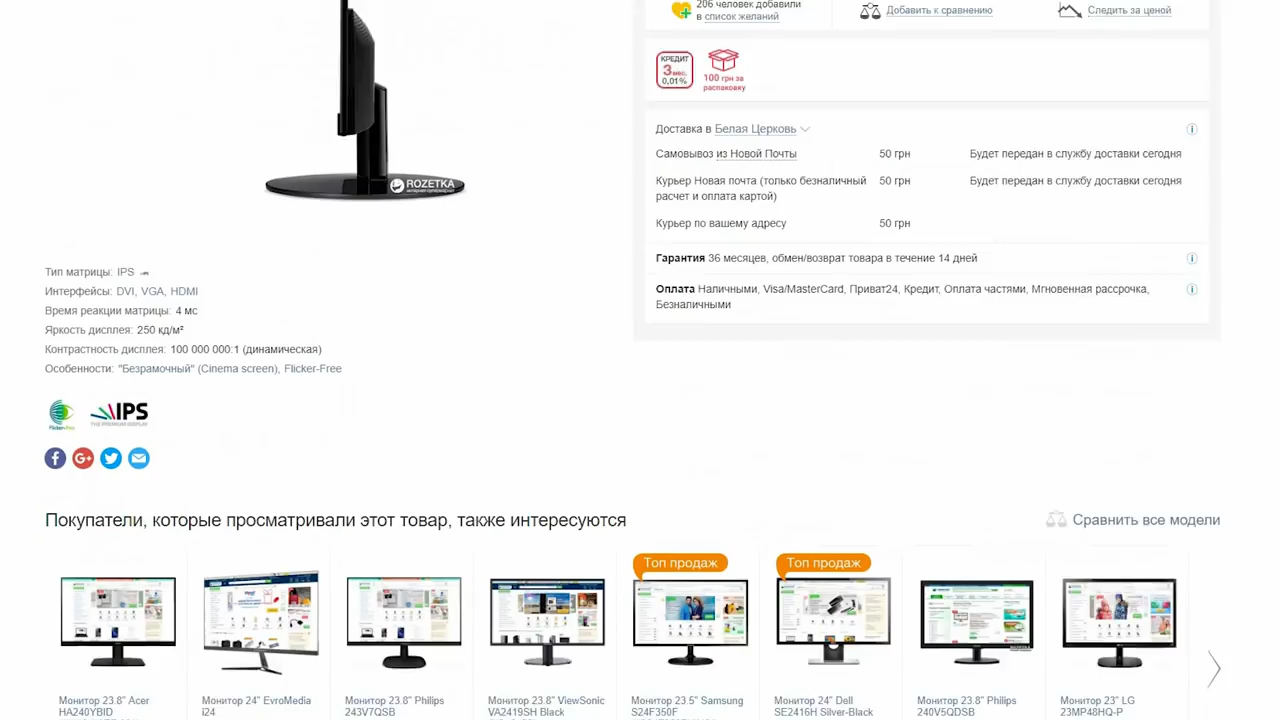 206 человек добавили
в список желаний
Добавить к сравнению
Следить за ценой
КРЕДИТ
3 мес.
0,01%
100 грн за
распаковку
Доставка в Белая Церковь
Самовывоз из Новой Почты 50 грн Будет передан в службу доставки сегодня
Курьер Новая почта (только безналичный
расчет и оплата картой) 50 грн Будет передан в службу доставки сегодня
Курьер по вашему адресу 50 грн
Гарантия 36 месяцев, обмен/возврат товара в течение 14 дней
Оплата Наличными, Visa/MasterCard, Приват24, Кредит, Оплата частями, Мгновенная рассрочка,
Безналичными
ROZETKA
Тип матрицы: IPS
Интерфейсы: DVI, VGA, HDMI
Время реакции матрицы: 4 мс
Яркость дисплея: 250 кд/м²
Контрастность дисплея: 100 000 000:1 (динамическая)
Особенности: "Безрамочный" (Cinema screen), Flicker-Free
IPS
Покупатели, которые просматривали этот товар, также интересуются
Сравнить все модели
Топ продаж
Топ продаж
Монитор 23.8" Acer
HA240YBID
Монитор 24" EvroMedia
i24
Монитор 23.8" Philips
243V7QSB
Монитор 23.8" ViewSonic
VA2419SH Black
Монитор 23.5" Samsung
S24F350F
Монитор 24" Dell
SE2416H Silver-Black
Монитор 23.8" Philips
240V5QDSB
Монитор 23" LG
23MP48HQ-P